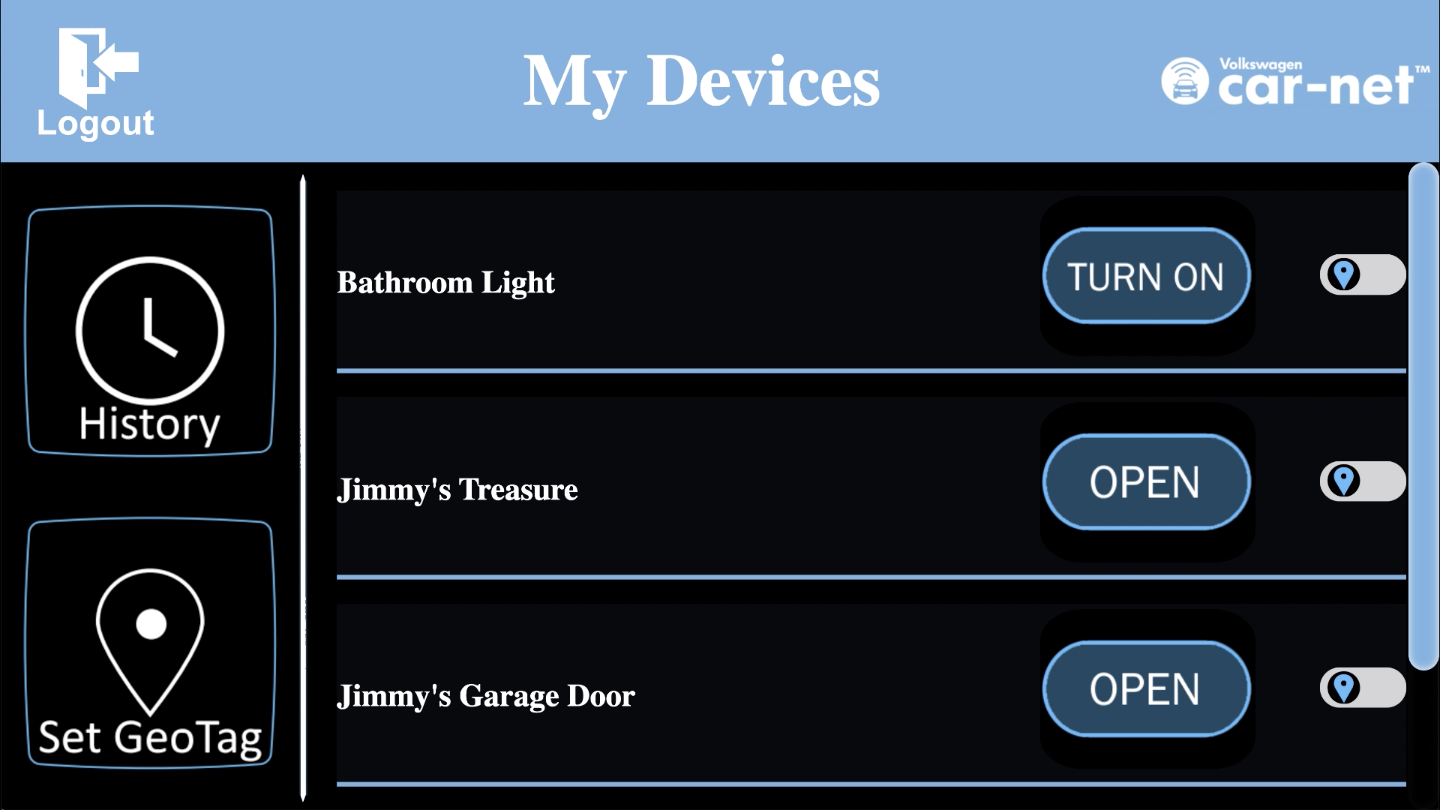 Logout
My Devices
Volkswagen
car-net™
History
Set GeoTag
Bathroom Light
TURN ON
Jimmy's Treasure
OPEN
Jimmy's Garage Door
OPEN